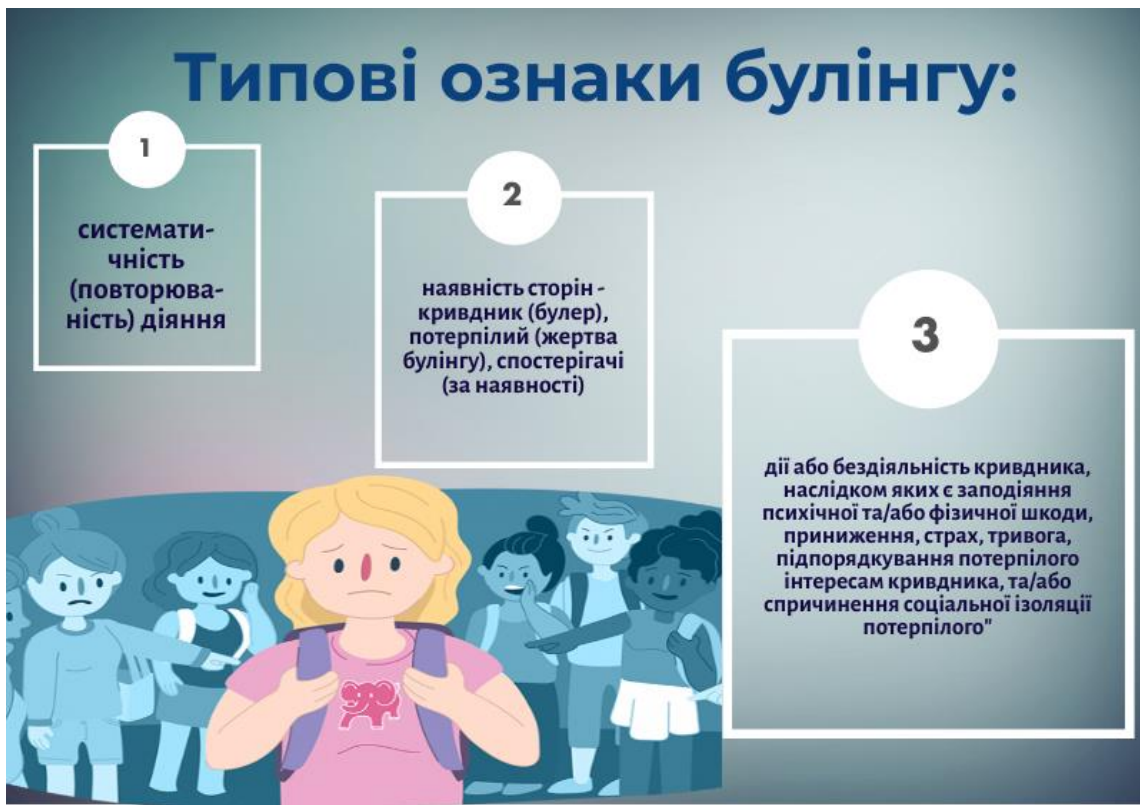 Типові ознаки булінгу:
1
системати-
чність
(повторюва-
ність) діяння
2
наявність сторін -
кривдник (булер),
потерпілий (жертва
булінгу), спостерігачі
(за наявності)
3
дії або бездіяльність кривдника,
наслідком яких є заподіяння
психічної та/або фізичної шкоди,
приниження, страх, тривога,
підпорядкування потерпілого
інтересам кривдника, та/або
спричинення соціальної ізоляції
потерпілого"